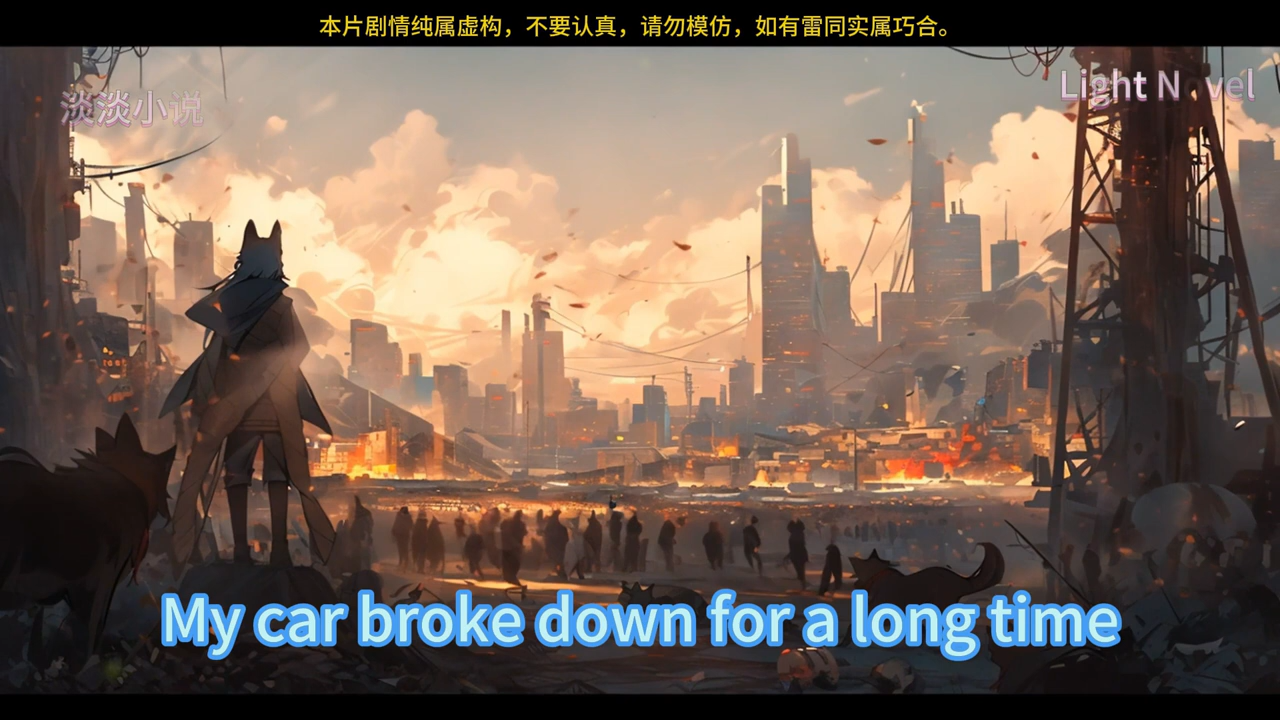 本片剧情纯属虚构，不要认真，请勿模仿，如有雷同实属巧合。
淡淡小说
Light Novel
My car broke down for a long time